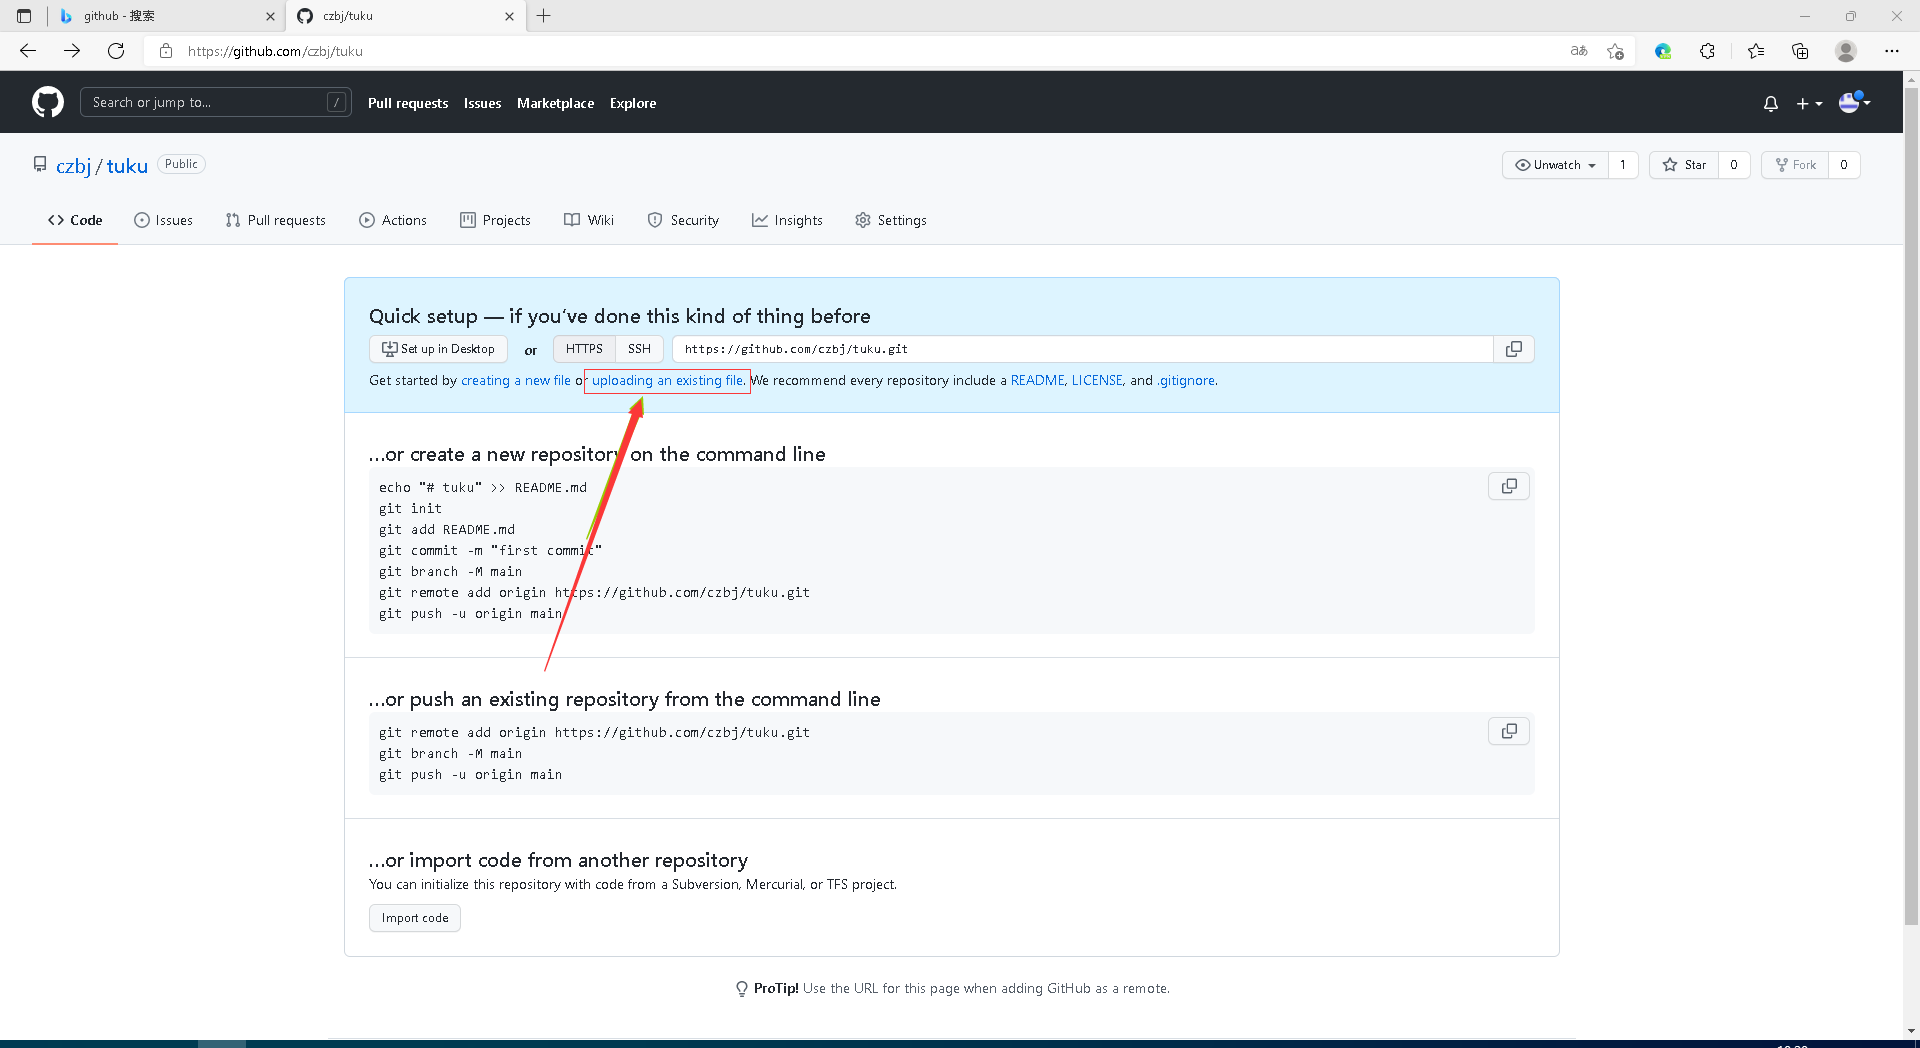 github - 搜索
czbj/tuku
https://github.com/czbj/tuku
Search or jump to...
/
Pull requests
Issues
Marketplace
Explore
czbj / tuku
Public
Unwatch
1
Star
0
Fork
0
Code
Issues
Pull requests
Actions
Projects
Wiki
Security
Insights
Settings
Quick setup — if you've done this kind of thing before
Set up in Desktop
or
HTTPS
SSH
https://github.com/czbj/tuku.git
Get started by creating a new file or uploading an existing file. We recommend every repository include a README, LICENSE, and .gitignore.
...or create a new repository on the command line
echo "# tuku" >> README.md
git init
git add README.md
git commit -m "first commit"
git branch -M main
git remote add origin https://github.com/czbj/tuku.git
git push -u origin main
...or push an existing repository from the command line
git remote add origin https://github.com/czbj/tuku.git
git branch -M main
git push -u origin main
...or import code from another repository
You can initialize this repository with code from a Subversion, Mercurial, or TFS project.
Import code
ProTip! Use the URL for this page when adding GitHub as a remote.